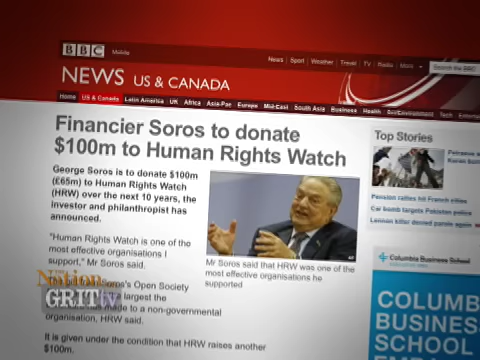 BBC Mobile
News Sport Weather Travel TV Radio More
Search the BBC
NEWS US & CANADA
Home US & Canada Latin America UK Africa Asia-Pac Europe Mid-East South Asia Business Health Tech
Financier Soros to donate
$100m to Human Rights Watch
George Soros is to donate $100m
(£65m) to Human Rights Watch
(HRW) over the next 10 years, the
investor and philanthropist has
announced.
"Human Rights Watch is one of the
most effective organisations I
support," Mr Soros said.
Open Society
largest the
made to a non-governmental
organisation, HRW said.
It is given under the condition that HRW raises another
$100m.
Mr Soros said that HRW was one of the
most effective organisations he
supported
Top Stories
Pension rallies hit French cities
Car bomb targets Pakistan police
Lennon killer denied parole again
Columbia Business School
COLUMB
BUSINES
SCHOOL
The Nation
GRITtv